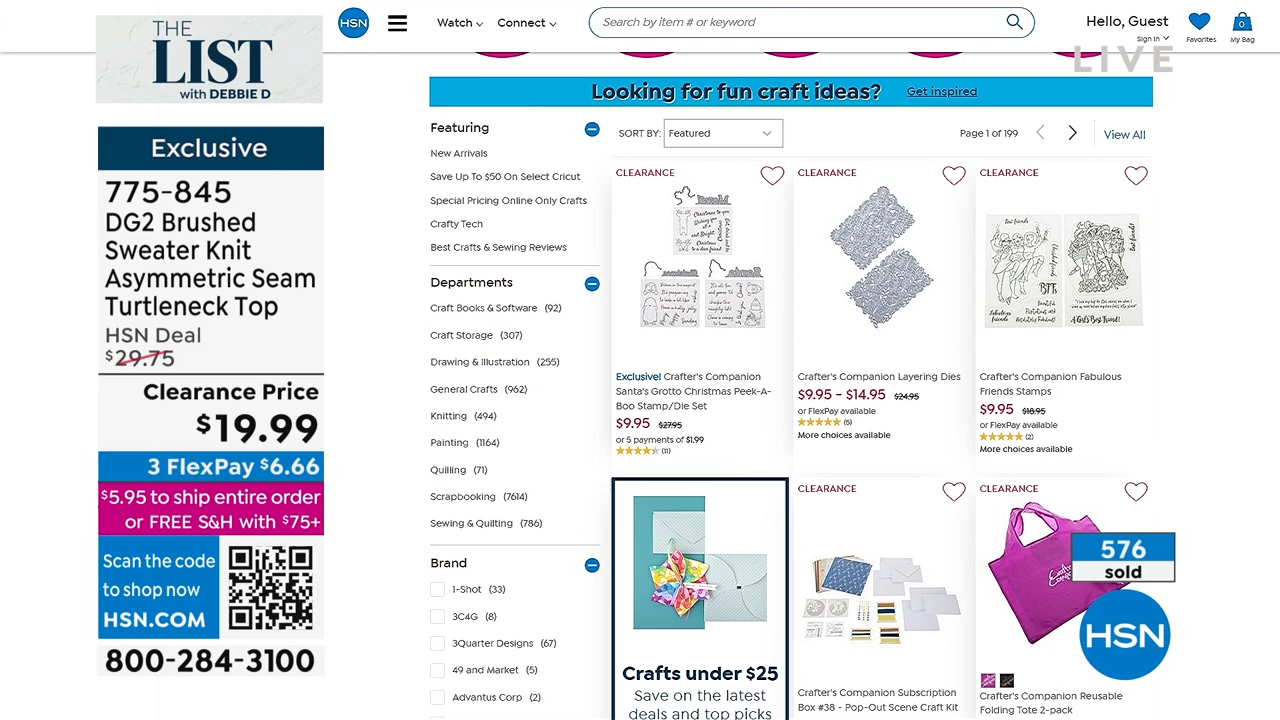 THE
LIST
with DEBBIE D
Exclusive
775-845
DG2 Brushed
Sweater Knit
Asymmetric Seam
Turtleneck Top
HSN Deal
$29.75
Clearance Price
$19.99
3 FlexPay $6.66
$5.95 to ship entire order
or FREE S&H with $75+
Scan the code
to shop now
HSN.COM
800-284-3100
HSN
Watch
Connect
Search by item # or keyword
Hello, Guest
Sign In
Favorites
0
My Bag
LIVE
Looking for fun craft ideas? Get inspired
Featuring
New Arrivals
Save Up To $50 On Select Cricut
Special Pricing Online Only Crafts
Crafty Tech
Best Crafts & Sewing Reviews
Departments
Craft Books & Software (92)
Craft Storage (307)
Drawing & Illustration (255)
General Crafts (962)
Knitting (494)
Painting (1164)
Quilling (71)
Scrapbooking (7614)
Sewing & Quilting (786)
Brand
1-Shot (33)
3C4G (8)
3Quarter Designs (67)
49 and Market (5)
Advantus Corp (2)
SORT BY: Featured
Page 1 of 199
View All
CLEARANCE
Exclusive! Crafter's Companion
Santa's Grotto Christmas Peek-A-
Boo Stamp/Die Set
$9.95 $27.95
or 5 payments of $1.99
(11)
CLEARANCE
Crafter's Companion Layering Dies
$9.95 - $14.95 $24.95
or FlexPay available
(5)
More choices available
CLEARANCE
Best friends
BFF
fabulous
friends
A Girl's Best Friend!
Crafter's Companion Fabulous
Friends Stamps
$9.95 $18.95
or FlexPay available
(2)
More choices available
Crafts under $25
Save on the latest
deals and top picks
CLEARANCE
Crafter's Companion Subscription
Box #38 - Pop-Out Scene Craft Kit
CLEARANCE
Crafter's Companion Reusable
Folding Tote 2-pack
576
sold
HSN